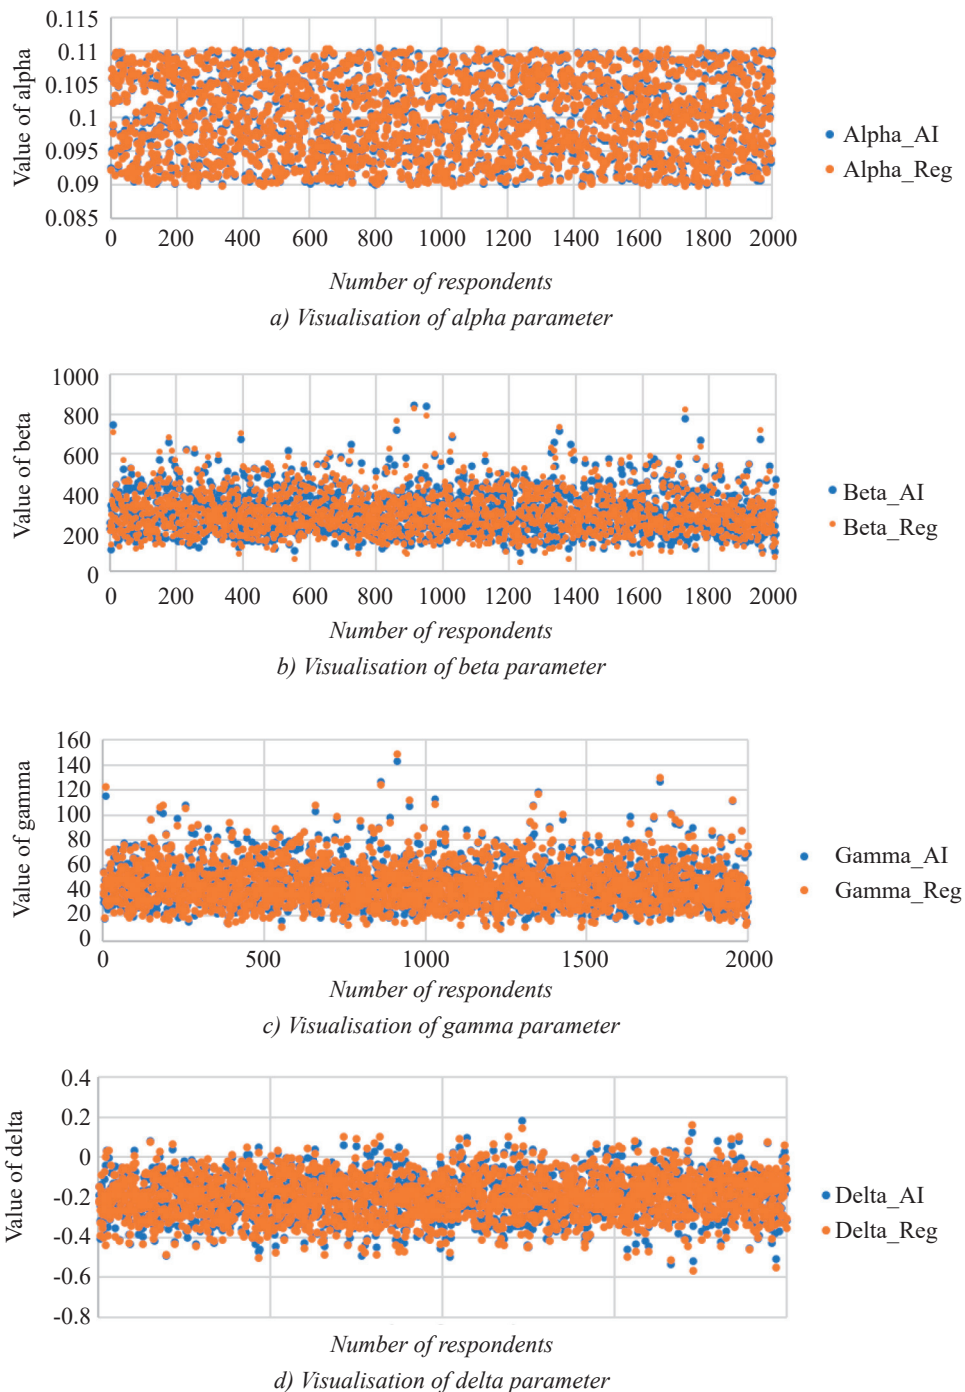 0.115
0.11
0.105
0.1
0.095
0.09
0.085
Value of alpha
0 200 400 600 800 1000 1200 1400 1600 1800 2000
Alpha_AI
Alpha_Reg
Number of respondents
a) Visualisation of alpha parameter
1000
800
600
400
200
0
Value of beta
0 200 400 600 800 1000 1200 1400 1600 1800 2000
Beta_AI
Beta_Reg
Number of respondents
b) Visualisation of beta parameter
160
140
120
100
80
60
40
20
0
Value of gamma
0 500 1000 1500 2000
Gamma_AI
Gamma_Reg
Number of respondents
c) Visualisation of gamma parameter
0.4
0.2
0
-0.2
-0.4
-0.6
-0.8
Value of delta
Delta_AI
Delta_Reg
Number of respondents
d) Visualisation of delta parameter